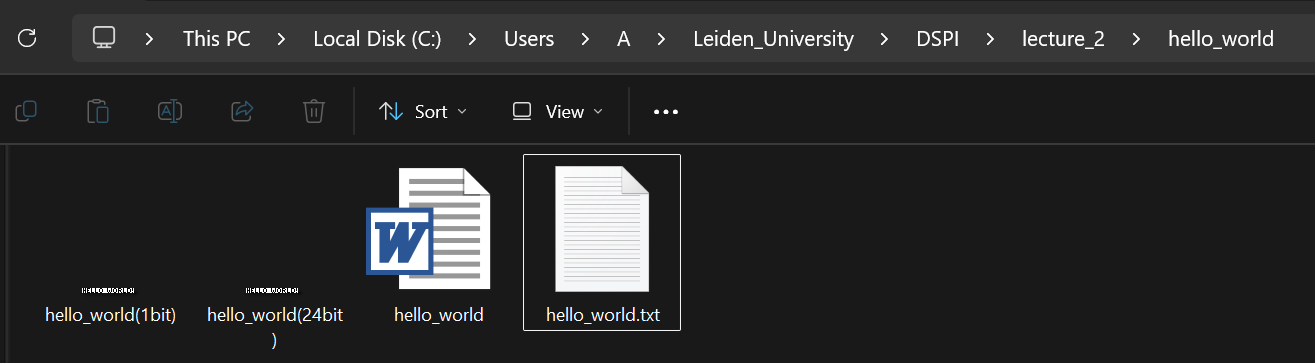 This PC > Local Disk (C:) > Users > A > Leiden_University > DSPI > lecture_2 > hello_world
Sort View
W
HELLO WORLD! HELLO WORLD!
hello_world(1bit) hello_world(24bit hello_world hello_world.txt
)